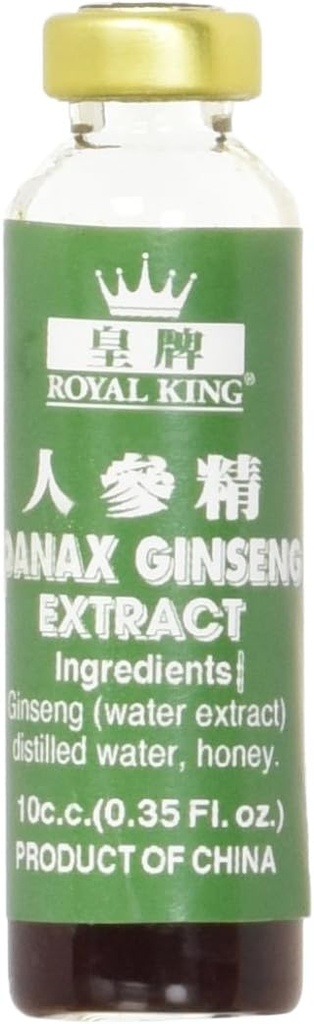 皇牌
ROYAL KING®
人參精
PANAX GINSENG
EXTRACT
Ingredients:
Ginseng (water extract)
distilled water, honey.
10c.c.(0.35 Fl. oz.)
PRODUCT OF CHINA